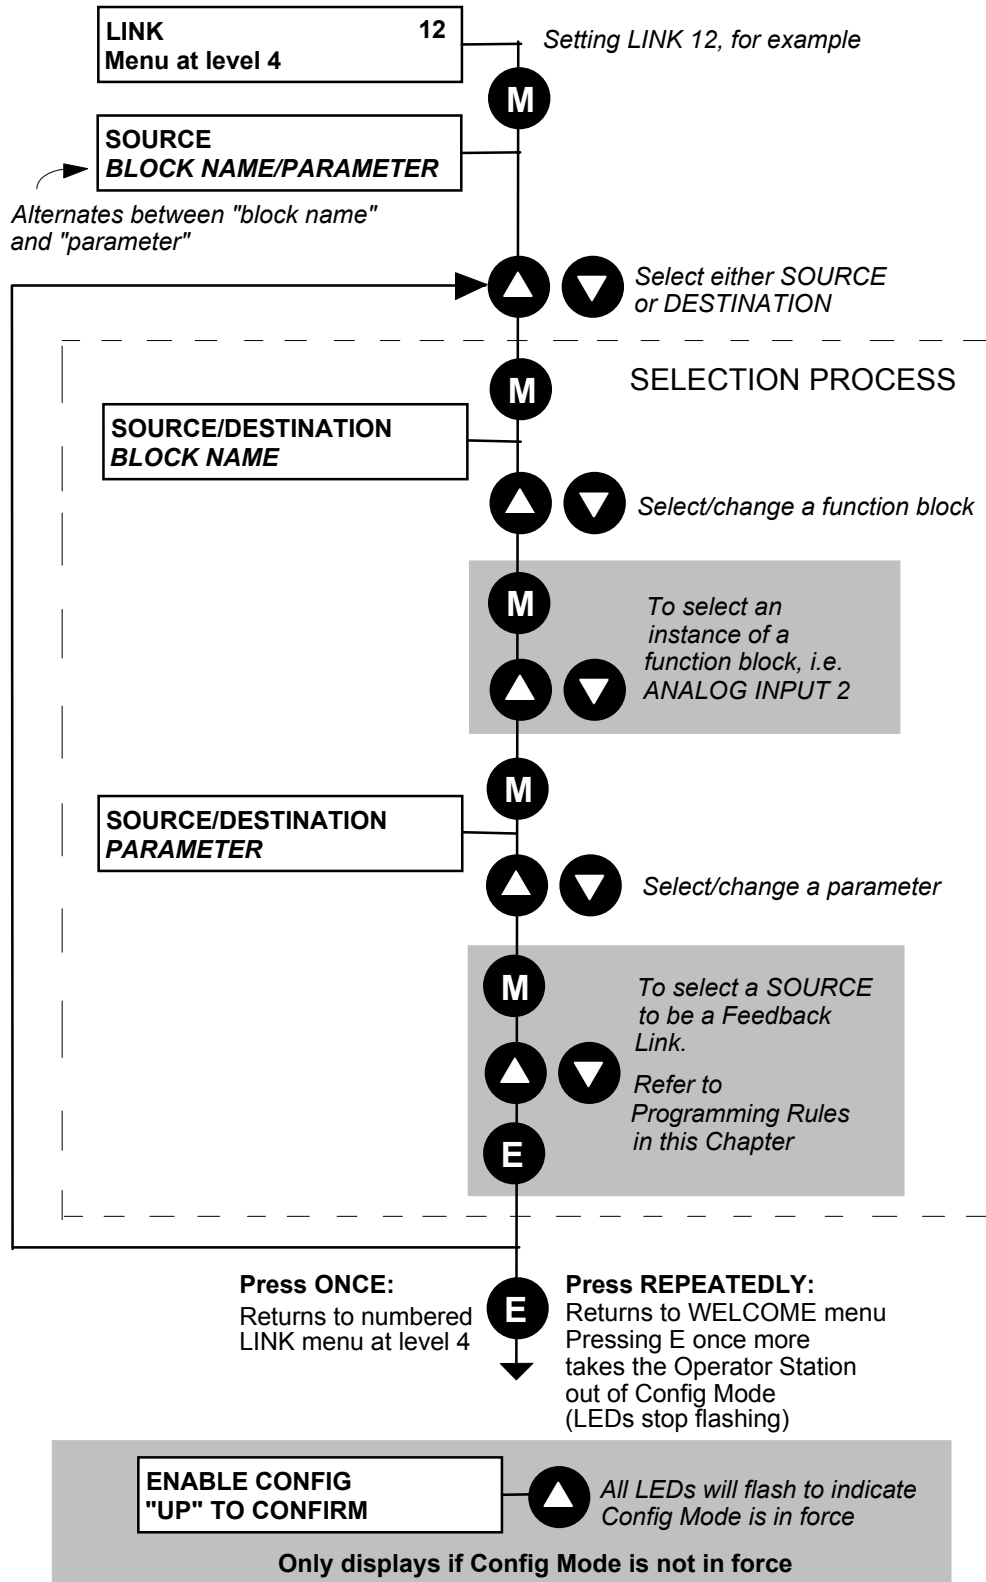 LINK 12
Menu at level 4
Setting LINK 12, for example
M
SOURCE
BLOCK NAME/PARAMETER
Alternates between "block name"
and "parameter"
Select either SOURCE
or DESTINATION
SELECTION PROCESS
M
SOURCE/DESTINATION
BLOCK NAME
Select/change a function block
M
To select an
instance of a
function block, i.e.
ANALOG INPUT 2
M
SOURCE/DESTINATION
PARAMETER
Select/change a parameter
M
To select a SOURCE
to be a Feedback
Link.
Refer to
Programming Rules
in this Chapter
E
Press ONCE:
Returns to numbered
LINK menu at level 4
E
Press REPEATEDLY:
Returns to WELCOME menu
Pressing E once more
takes the Operator Station
out of Config Mode
(LEDs stop flashing)
ENABLE CONFIG
"UP" TO CONFIRM
All LEDs will flash to indicate
Config Mode is in force
Only displays if Config Mode is not in force